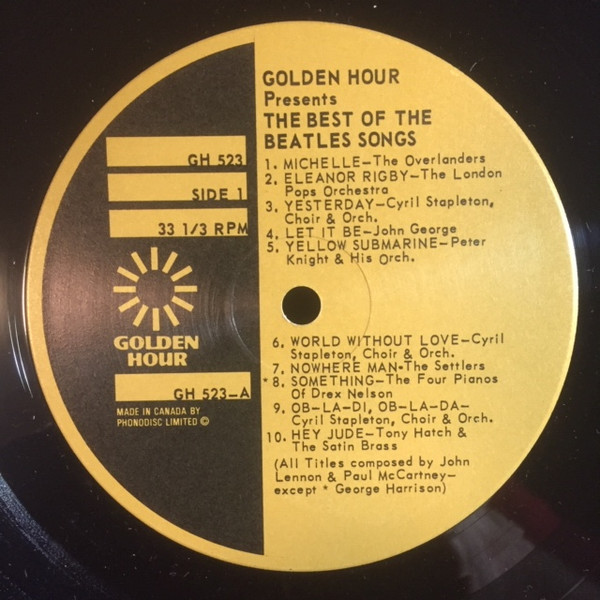 GOLDEN HOUR
Presents
THE BEST OF THE
BEATLES SONGS
1. MICHELLE—The Overlanders
2. ELEANOR RIGBY—The London
Pops Orchestra
3. YESTERDAY—Cyril Stapleton,
Choir & Orch.
4. LET IT BE—John George
5. YELLOW SUBMARINE—Peter
Knight & His Orch.
6. WORLD WITHOUT LOVE—Cyril
Stapleton, Choir & Orch.
7. NOWHERE MAN-The Settlers
*8. SOMETHING—The Four Pianos
Of Drex Nelson
9. OB-LA-DI, OB-LA-DA—
Cyril Stapleton, Choir & Orch.
10. HEY JUDE—Tony Hatch &
The Satin Brass
(All Titles composed by John
Lennon & Paul McCartney—
except * George Harrison)
GH 523
SIDE 1
33 1/3 RPM
GOLDEN
HOUR
GH 523-A
MADE IN CANADA BY
PHONODISC LIMITED ©